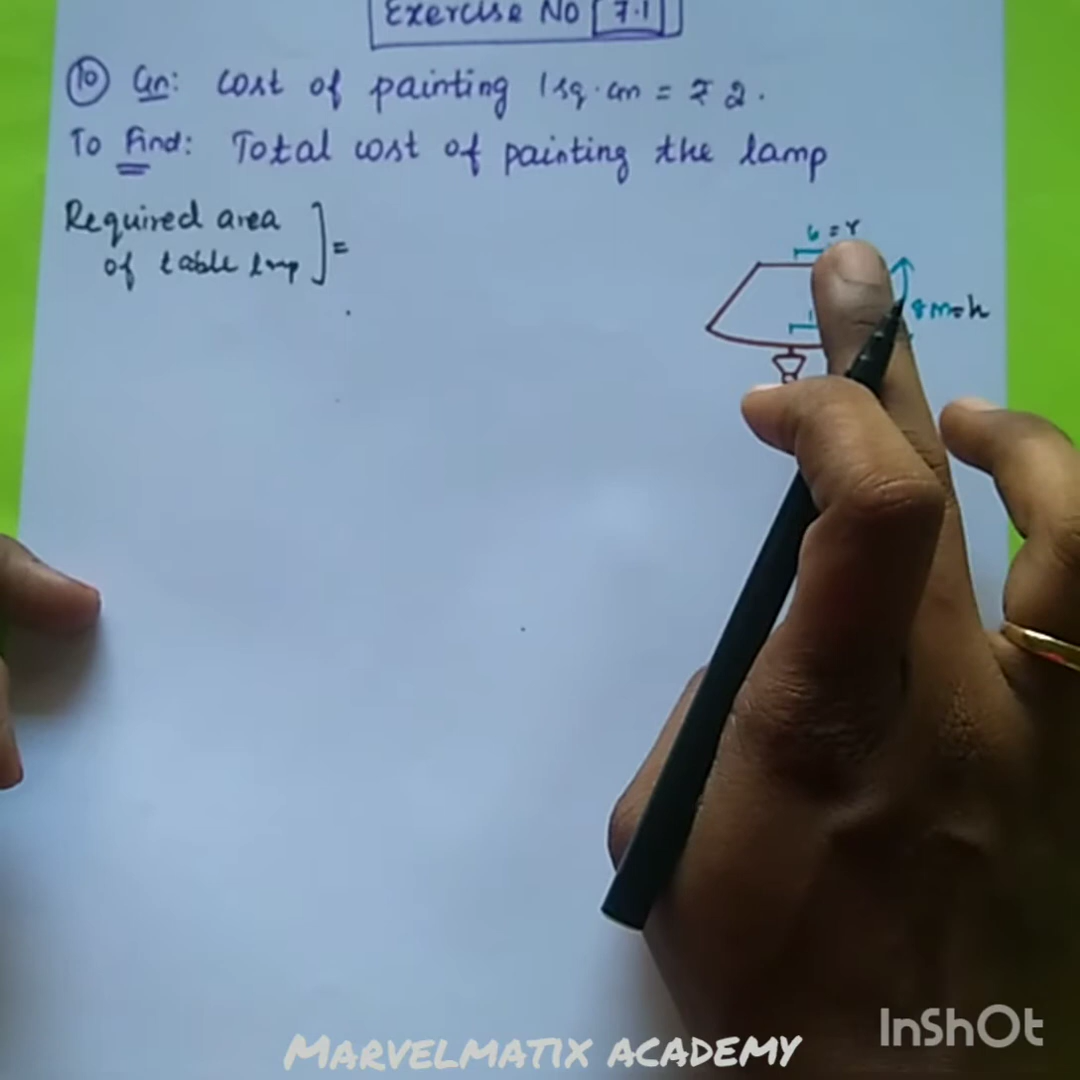 Exercise No 7.1
10 Gn: cost of painting 1sq.cm = ₹ 2.
To Find: Total cost of painting the lamp
Required area
of table lmp ] =
6 = r
8m=h
InShOt
MARVELMATIX ACADEMY